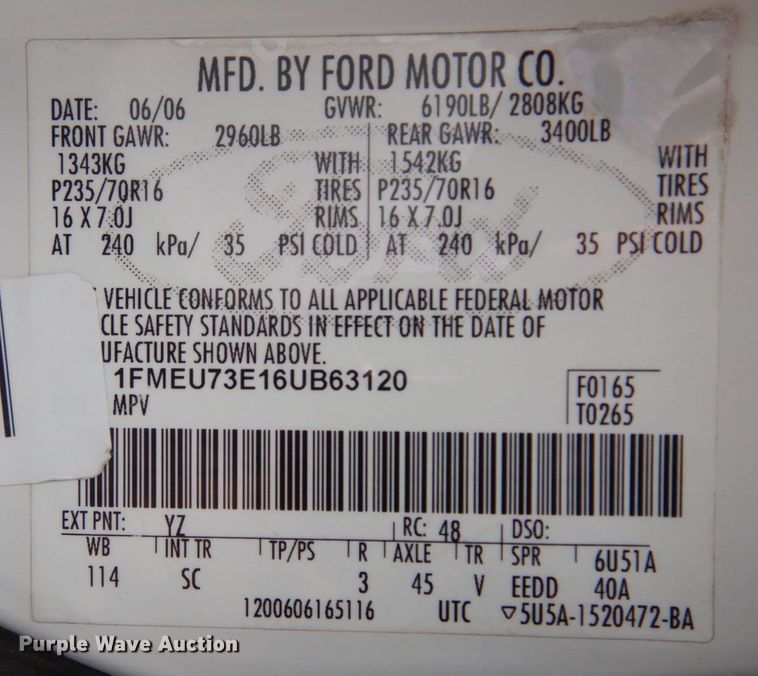 MFD. BY FORD MOTOR CO.
DATE: 06/06 GVWR: 6190LB/ 2808KG
FRONT GAWR: 2960LB REAR GAWR: 3400LB
1343KG WITH 1542KG WITH
P235/70R16 TIRES P235/70R16 TIRES
16 X 7.0J RIMS 16 X 7.0J RIMS
AT 240 kPa/ 35 PSI COLD AT 240 kPa/ 35 PSI COLD
VEHICLE CONFORMS TO ALL APPLICABLE FEDERAL MOTOR
CLE SAFETY STANDARDS IN EFFECT ON THE DATE OF
UFACTURE SHOWN ABOVE.
1FMEU73E16UB63120
F0165
MPV
T0265
EXT PNT: YZ RC: 48 DSO:
WB INT TR TP/PS R AXLE TR SPR 6U51A
114 SC 3 45 V EEDD 40A
1200606165116 UTC ▽5U5A-1520472-BA
Purple Wave Auction